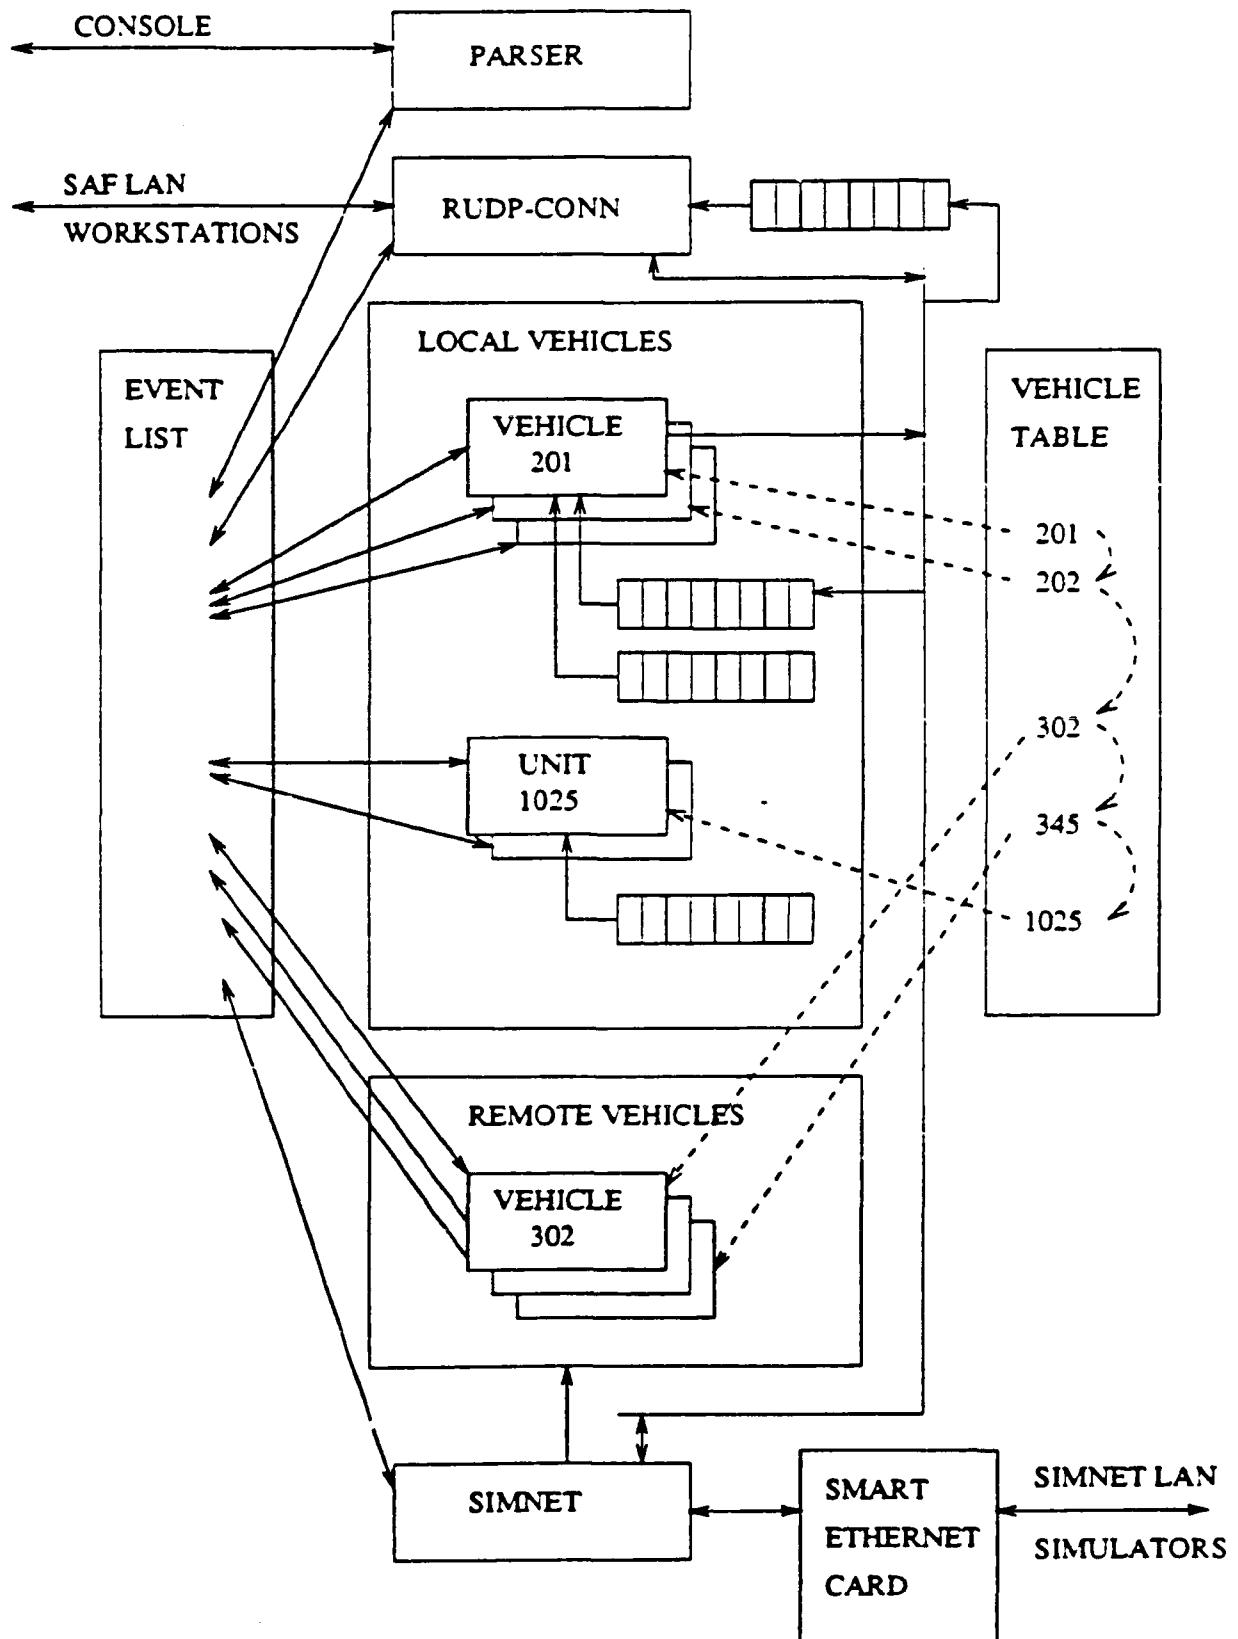 CONSOLE
PARSER
SAF LAN
WORKSTATIONS
RUDP-CONN
LOCAL VEHICLES
EVENT
LIST
VEHICLE
201
VEHICLE
TABLE
201
202
302
345
1025
UNIT
1025
REMOTE VEHICLES
VEHICLE
302
SIMNET
SMART
ETHERNET
CARD
SIMNET LAN
SIMULATORS